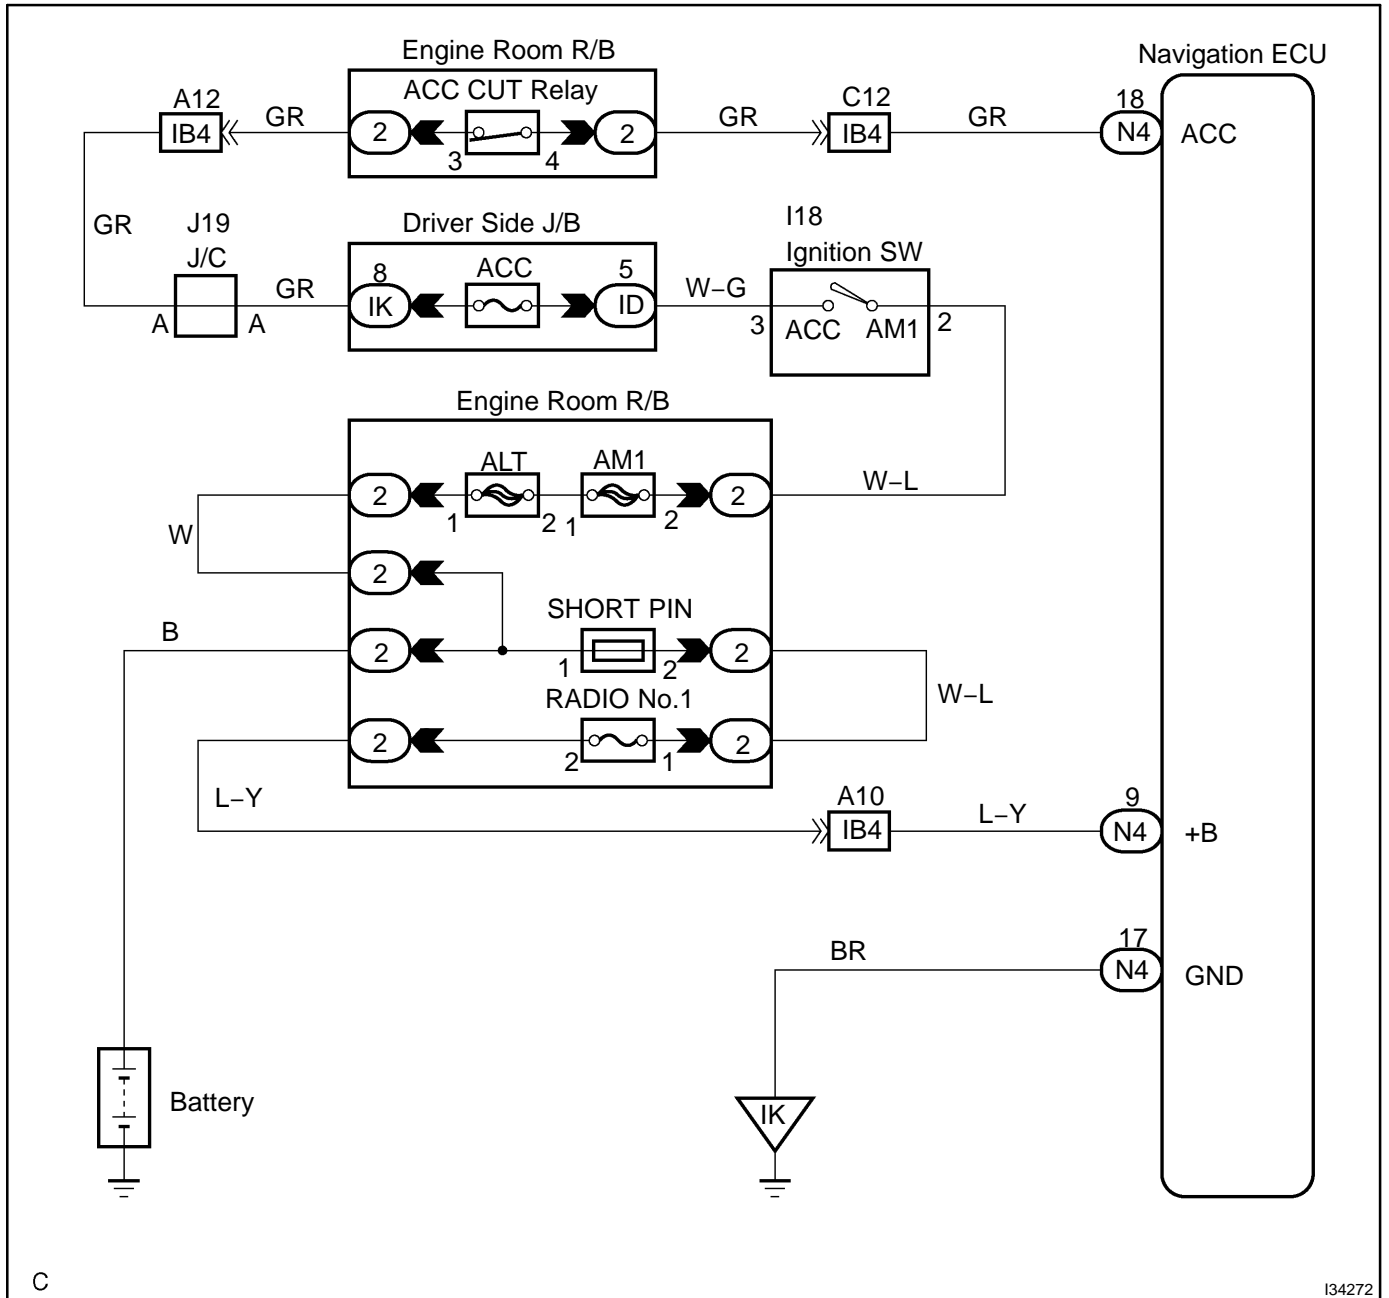 Engine Room R/B
Navigation ECU
ACC CUT Relay
A12
IB4
GR
2
3
4
2
GR
C12
IB4
GR
18
N4
ACC
GR
J19
J/C
A
A
GR
Driver Side J/B
8
IK
ACC
5
ID
W–G
I18
Ignition SW
3
ACC
AM1
2
Engine Room R/B
ALT
AM1
2
1
2
1
2
2
W–L
W
2
SHORT PIN
B
2
1
2
2
W–L
RADIO No.1
2
2
1
2
L–Y
A10
IB4
L–Y
9
N4
+B
BR
17
N4
GND
Battery
IK
C
I34272